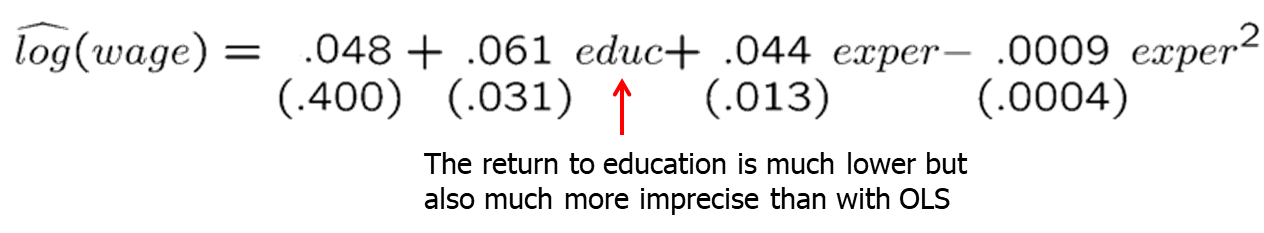 log^(wage) = .048 + .061 educ+ .044 exper− .0009 exper²
(.400) (.031) (.013) (.0004)
The return to education is much lower but
also much more imprecise than with OLS